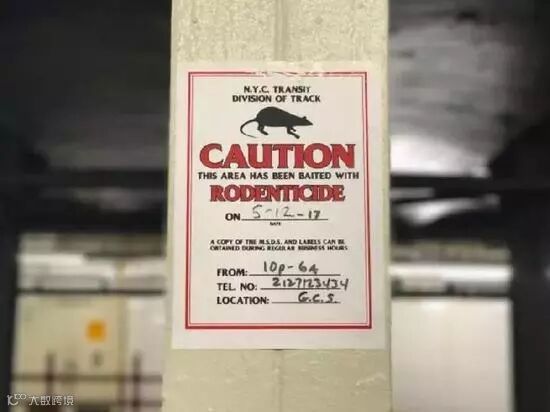 N.Y.C. TRANSIT
DIVISION OF TRACK
CAUTION
THIS AREA HAS BEEN BAITED WITH
RODENTICIDE
ON 5-12-17
DATE
A COPY OF THE M.S.D.S. AND LABELS CAN BE
OBTAINED DURING REGULAR BUSINESS HOURS
FROM: 10p-6a
TEL. NO: 2127123434
LOCATION: G.C.S.
大数跨境